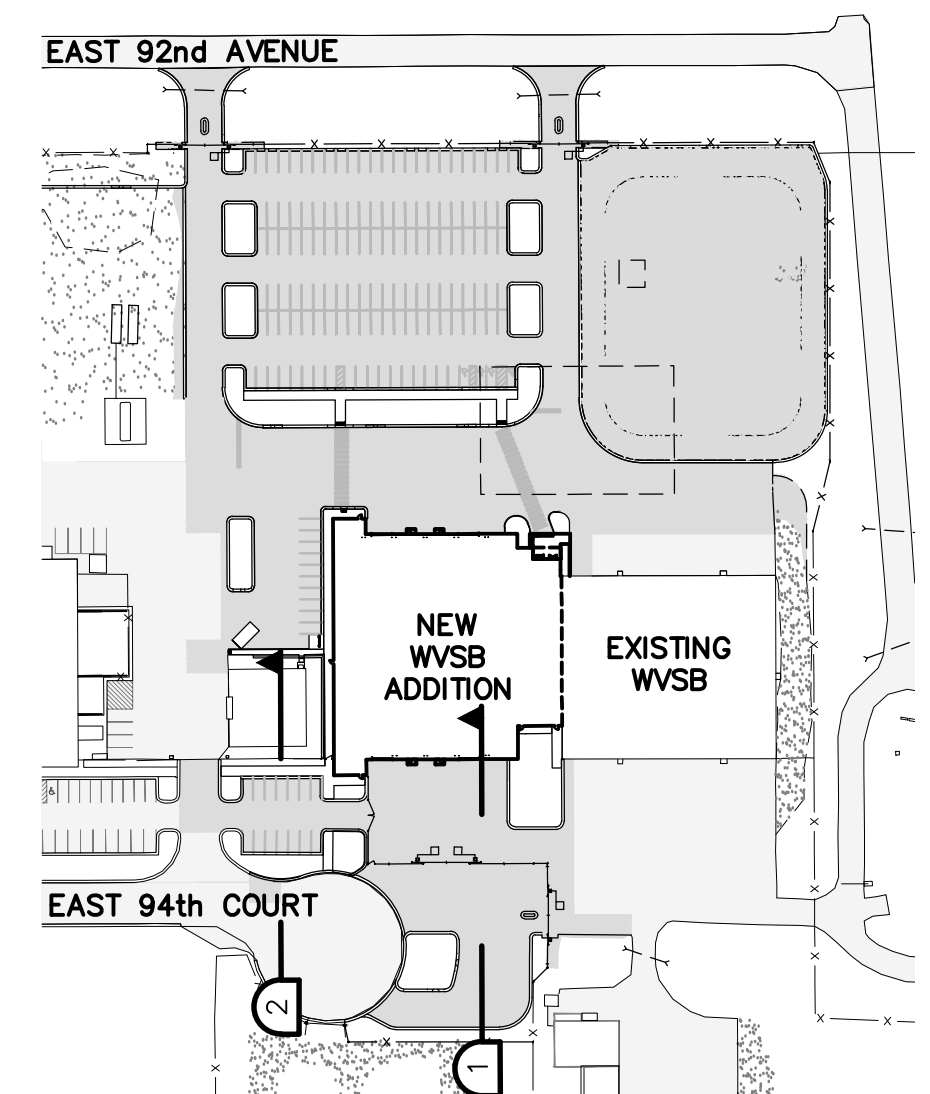 EAST 92nd AVENUE
NEW
WVSB
ADDITION
EXISTING
WVSB
EAST 94th COURT
2
1